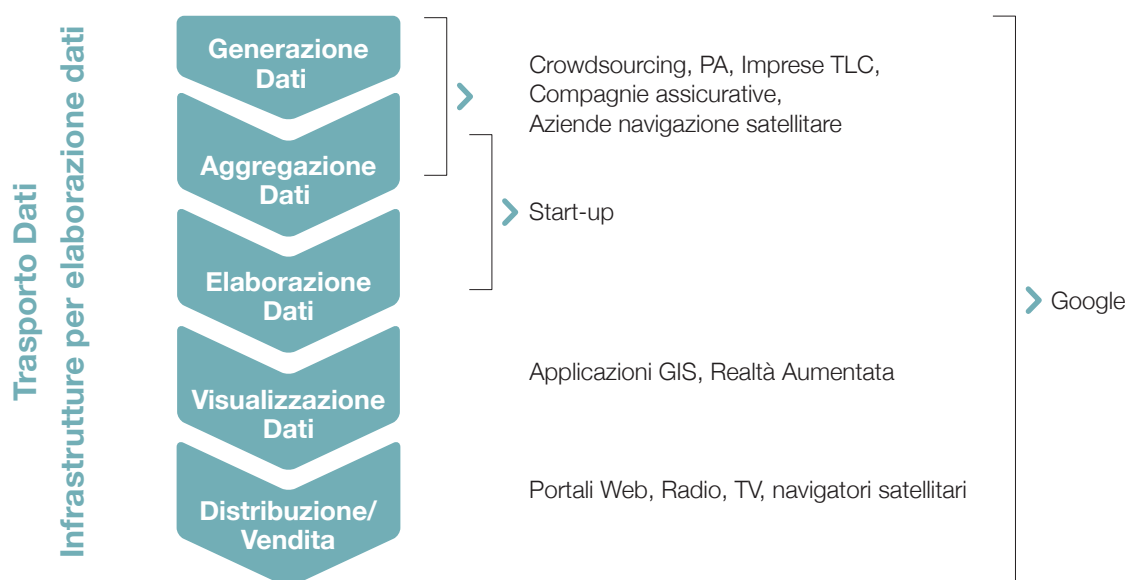 Trasporto Dati
Infrastrutture per elaborazione dati
Generazione
Dati
Crowdsourcing, PA, Imprese TLC,
Compagnie assicurative,
Aziende navigazione satellitare
Aggregazione
Dati
Start-up
Elaborazione
Dati
Google
Visualizzazione
Dati
Applicazioni GIS, Realtà Aumentata
Distribuzione/
Vendita
Portali Web, Radio, TV, navigatori satellitari